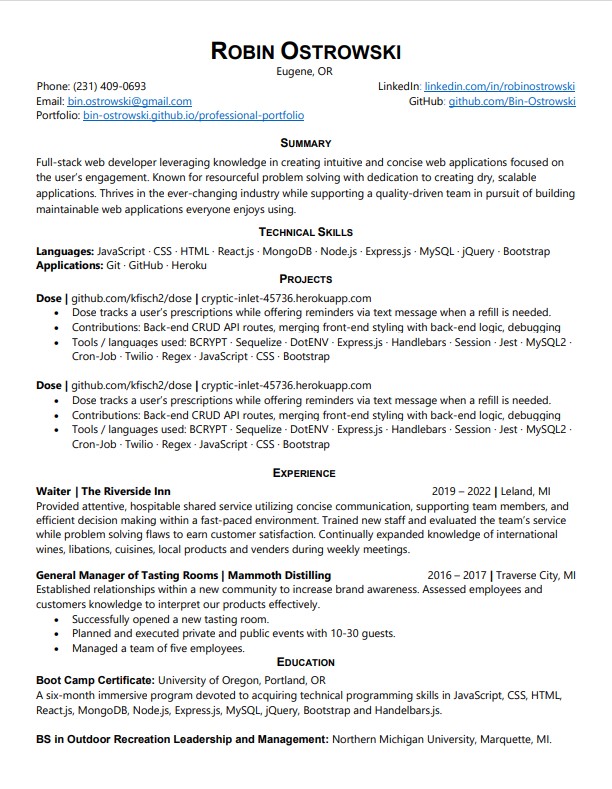 ROBIN OSTROWSKI
Eugene, OR
Phone: (231) 409-0693 LinkedIn: linkedin.com/in/robinostrowski
Email: bin.ostrowski@gmail.com GitHub: github.com/Bin-Ostrowski
Portfolio: bin-ostrowski.github.io/professional-portfolio
SUMMARY
Full-stack web developer leveraging knowledge in creating intuitive and concise web applications focused on
the user's engagement. Known for resourceful problem solving with dedication to creating dry, scalable
applications. Thrives in the ever-changing industry while supporting a quality-driven team in pursuit of building
maintainable web applications everyone enjoys using.
TECHNICAL SKILLS
Languages: JavaScript · CSS · HTML · React.js · MongoDB · Node.js · Express.js · MySQL · jQuery · Bootstrap
Applications: Git · GitHub · Heroku
PROJECTS
Dose | github.com/kfisch2/dose | cryptic-inlet-45736.herokuapp.com
• Dose tracks a user's prescriptions while offering reminders via text message when a refill is needed.
• Contributions: Back-end CRUD API routes, merging front-end styling with back-end logic, debugging
• Tools / languages used: BCRYPT · Sequelize · DotENV · Express.js · Handlebars · Session · Jest · MySQL2 ·
Cron-Job · Twilio · Regex · JavaScript · CSS · Bootstrap
Dose | github.com/kfisch2/dose | cryptic-inlet-45736.herokuapp.com
• Dose tracks a user's prescriptions while offering reminders via text message when a refill is needed.
• Contributions: Back-end CRUD API routes, merging front-end styling with back-end logic, debugging
• Tools / languages used: BCRYPT · Sequelize · DotENV · Express.js · Handlebars · Session · Jest · MySQL2 ·
Cron-Job · Twilio · Regex · JavaScript · CSS · Bootstrap
EXPERIENCE
Waiter | The Riverside Inn 2019 – 2022 | Leland, MI
Provided attentive, hospitable shared service utilizing concise communication, supporting team members, and
efficient decision making within a fast-paced environment. Trained new staff and evaluated the team's service
while problem solving flaws to earn customer satisfaction. Continually expanded knowledge of international
wines, libations, cuisines, local products and venders during weekly meetings.
General Manager of Tasting Rooms | Mammoth Distilling 2016 – 2017 | Traverse City, MI
Established relationships within a new community to increase brand awareness. Assessed employees and
customers knowledge to interpret our products effectively.
• Successfully opened a new tasting room.
• Planned and executed private and public events with 10-30 guests.
• Managed a team of five employees.
EDUCATION
Boot Camp Certificate: University of Oregon, Portland, OR
A six-month immersive program devoted to acquiring technical programming skills in JavaScript, CSS, HTML,
React.js, MongoDB, Node.js, Express.js, MySQL, jQuery, Bootstrap and Handelbars.js.
BS in Outdoor Recreation Leadership and Management: Northern Michigan University, Marquette, MI.